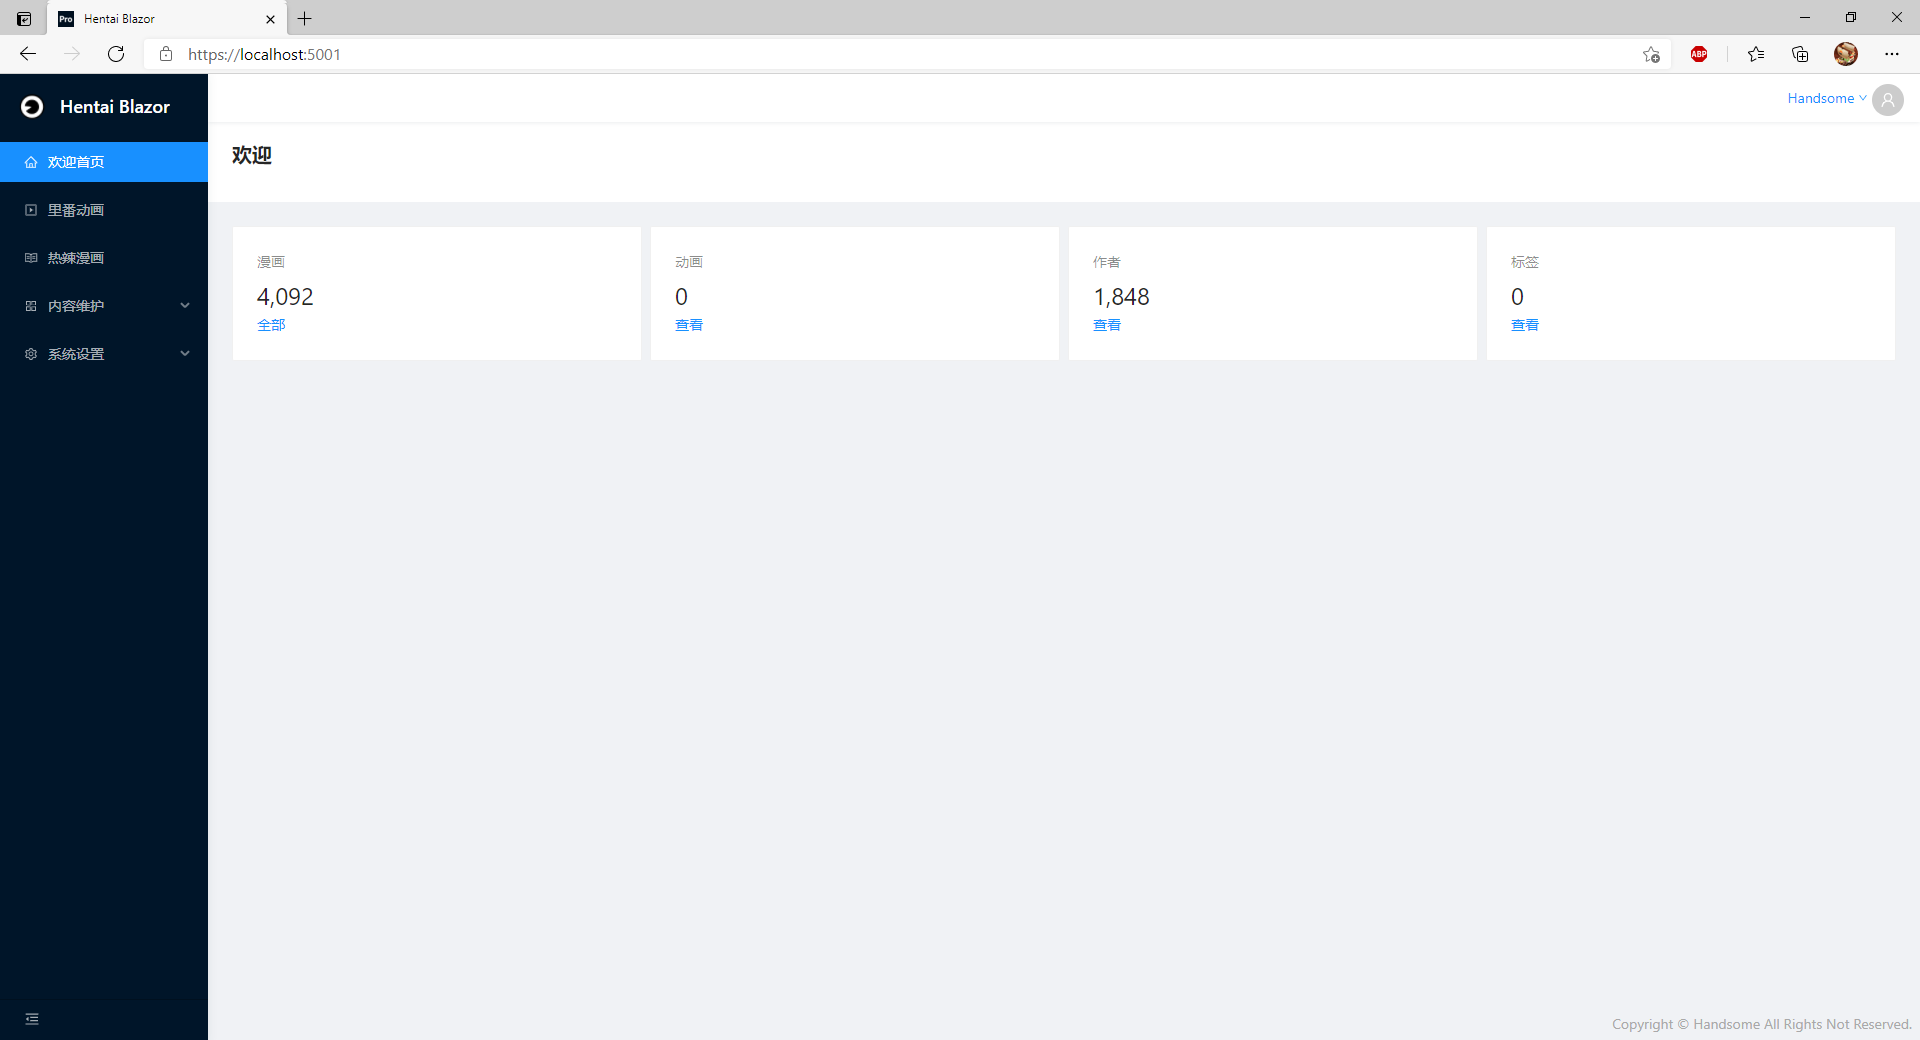 Pro Hentai Blazor
https://localhost:5001
ABP
Hentai Blazor
Handsome
欢迎首页
里番动画
热辣漫画
内容维护
系统设置
欢迎
漫画
4,092
全部
动画
0
查看
作者
1,848
查看
标签
0
查看
Copyright © Handsome All Rights Not Reserved.